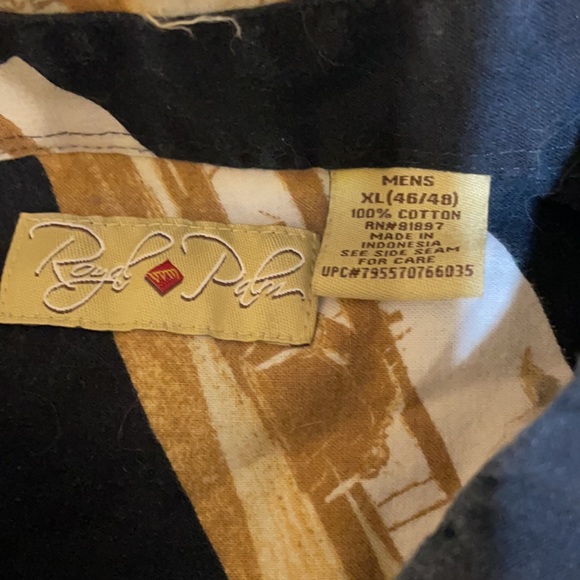 Royal Palm
MENS
XL(46/48)
100% COTTON
RN#81897
MADE IN
INDONESIA
SEE SIDE SEAM
FOR CARE
UPC#795570766035